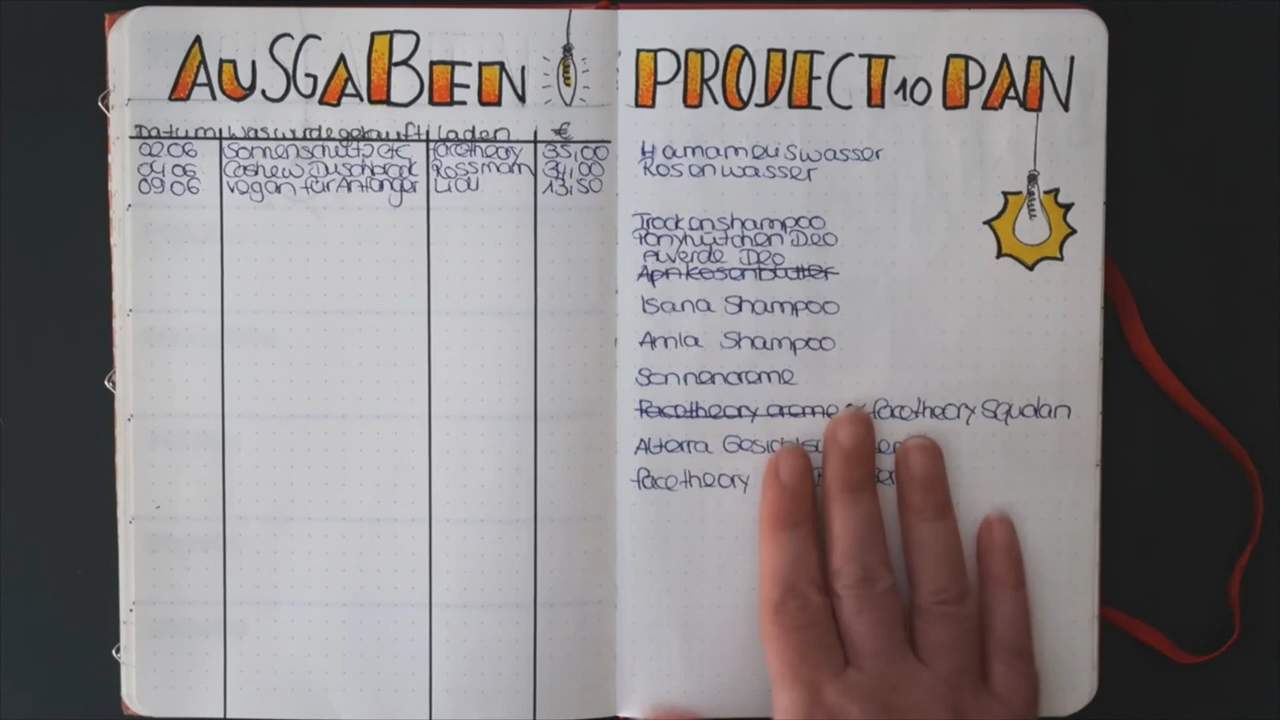 AUSGABEN
Datum was wurde gekauft Laden €
02.06 Sonnenschutz etc facetheory 35,00
04.06 Cashew Duschpeel Rossmann 34,00
09.06 vegan für Anfänger Lidl 13,50
PROJECT 10 PAN
Hamameliswasser
Rosenwasser
Trockenshampoo
Ponyhütchen Deo
Alverde Deo
Aprikosenbutter
Isana Shampoo
Amla Shampoo
Sonnencreme
Facetheory creme facetheory Squalan
Alterra
facetheory